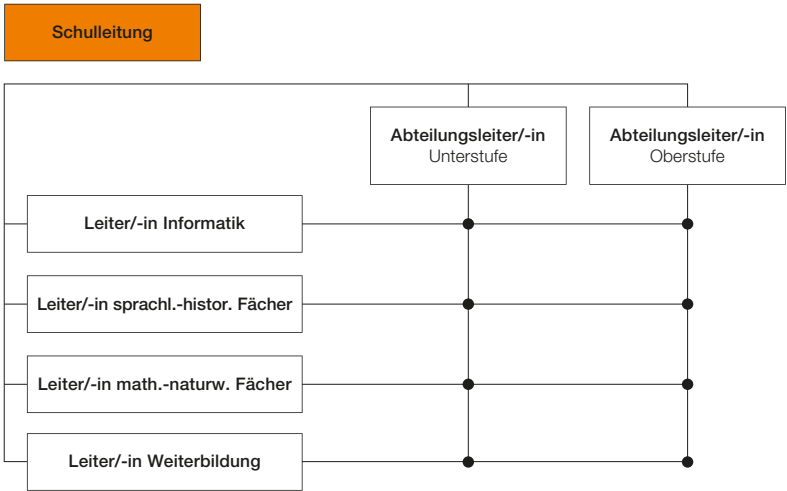 Schulleitung
Abteilungsleiter/-in
Unterstufe
Abteilungsleiter/-in
Oberstufe
Leiter/-in Informatik
Leiter/-in sprachl.-histor. Fächer
Leiter/-in math.-naturw. Fächer
Leiter/-in Weiterbildung